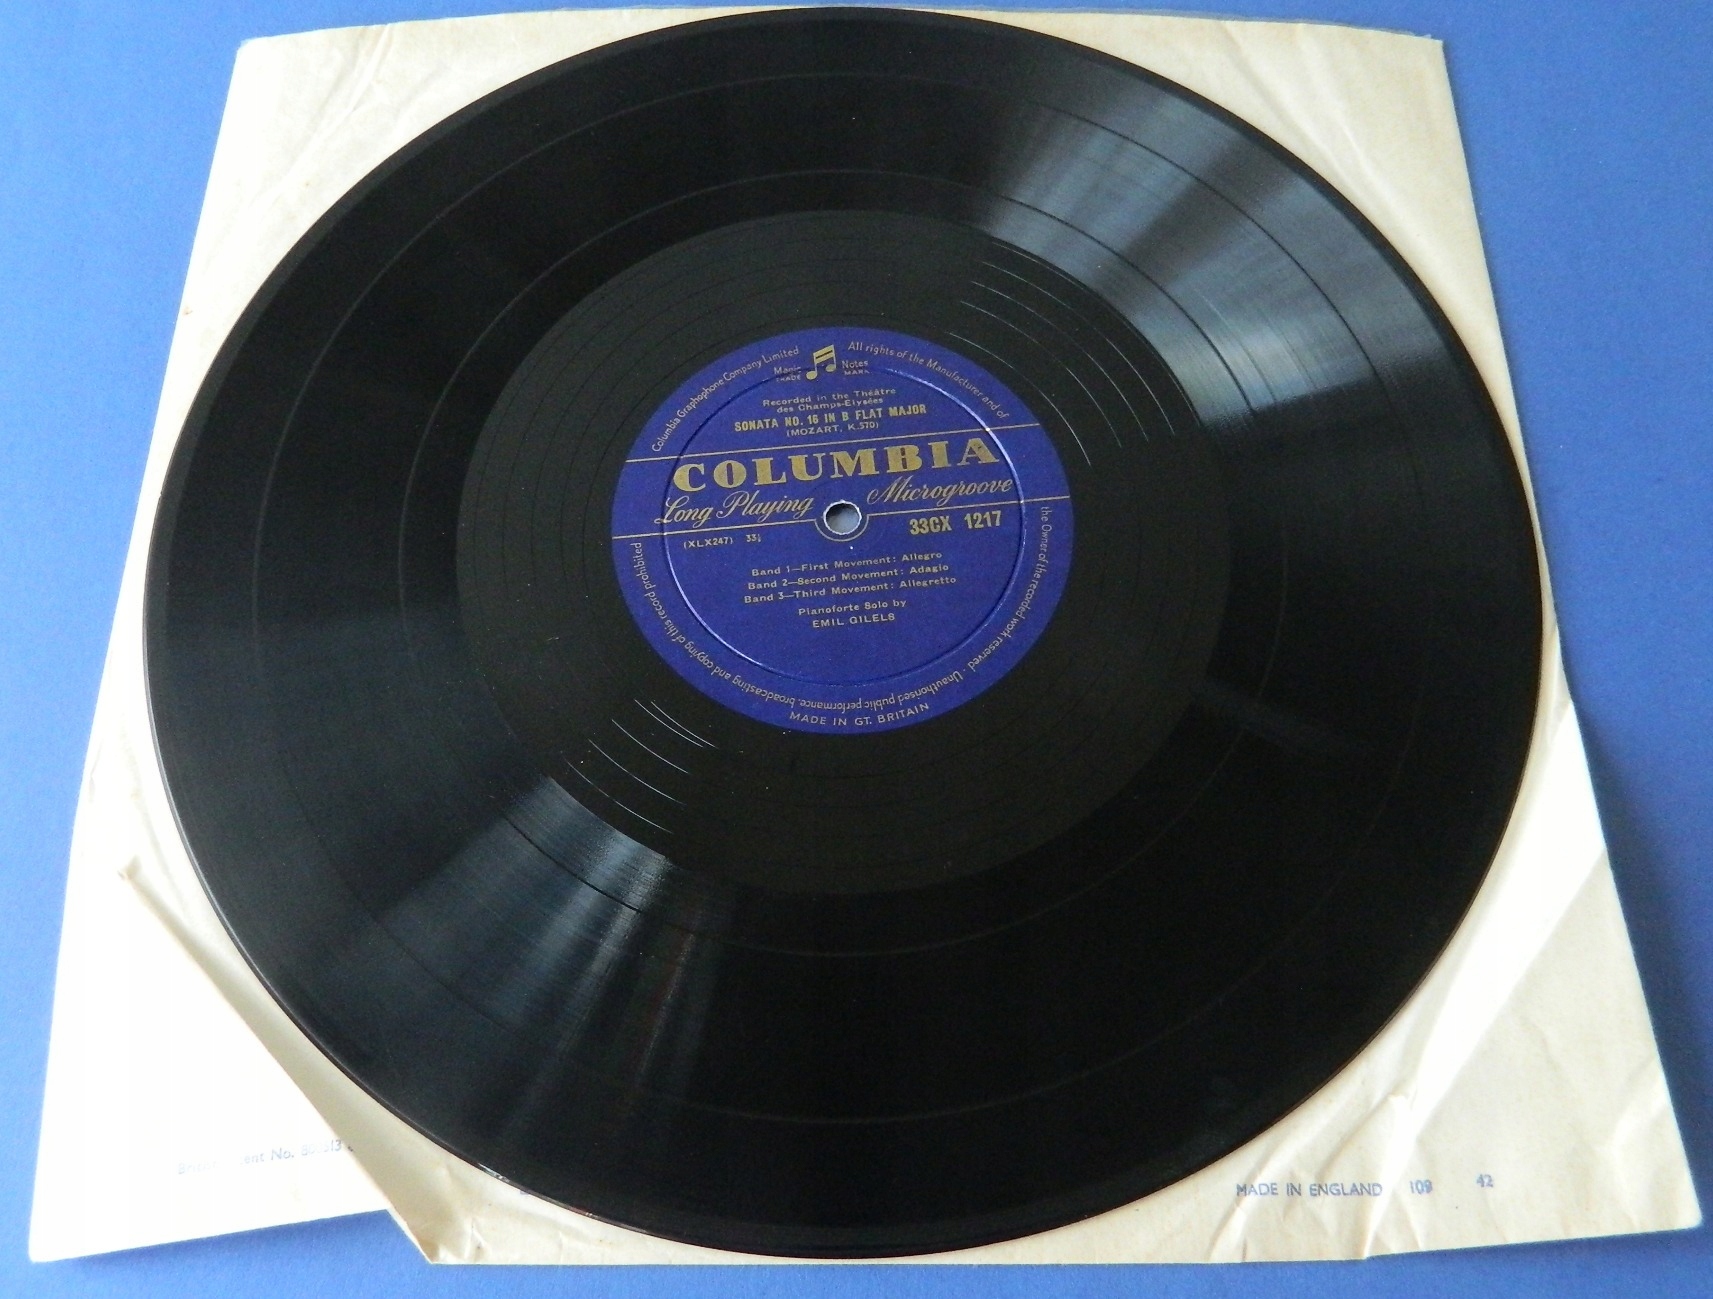 Columbia Graphophone Company Limited
Magic Notes
TRADE MARK
All rights of the Manufacturer and of
the Owner of the recorded work reserved. Unauthorised public performance, broadcasting and copying of this record prohibited
Recorded in the Théâtre
des Champs-Elysées
SONATA NO. 16 IN B FLAT MAJOR
(MOZART, K.570)
COLUMBIA
Long Playing Microgroove
33CX 1217
(XLX247) 33⅓
Band 1—First Movement: Allegro
Band 2—Second Movement: Adagio
Band 3—Third Movement: Allegretto
Pianoforte Solo by
EMIL GILELS
MADE IN GT. BRITAIN
No.
MADE IN ENGLAND 109 42